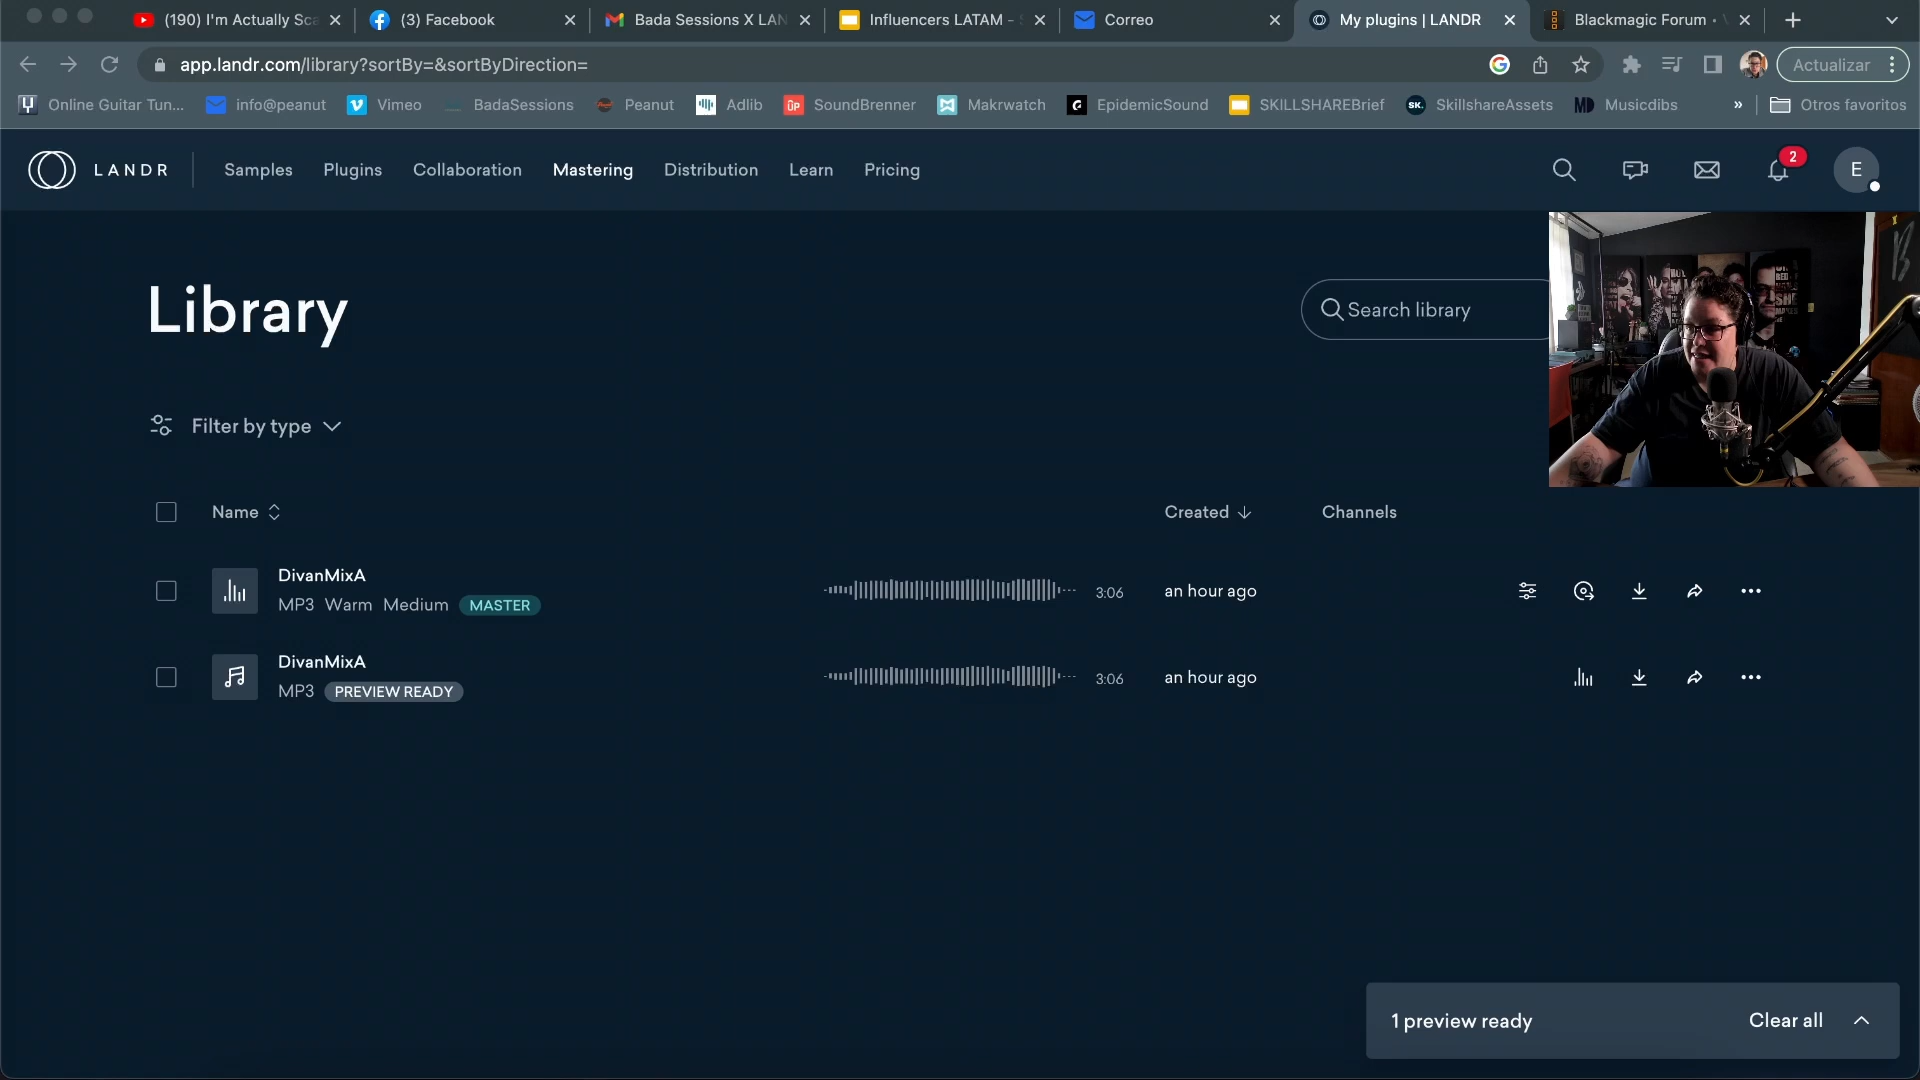 (190) I'm Actually Sca
(3) Facebook
Bada Sessions X LAN
Influencers LATAM -
Correo
My plugins | LANDR
Blackmagic Forum •
app.landr.com/library?sortBy=&sortByDirection=
Actualizar
Online Guitar Tun...
info@peanut
Vimeo
BadaSessions
Peanut
Adlib
SoundBrenner
Makrwatch
EpidemicSound
SKILLSHAREBrief
SkillshareAssets
Musicdibs
»
Otros favoritos
LANDR
Samples
Plugins
Collaboration
Mastering
Distribution
Learn
Pricing
2
E
Library
Search library
Filter by type
Name
Created
Channels
DivanMixA
MP3 Warm Medium MASTER
3:06
an hour ago
DivanMixA
MP3 PREVIEW READY
3:06
an hour ago
1 preview ready
Clear all